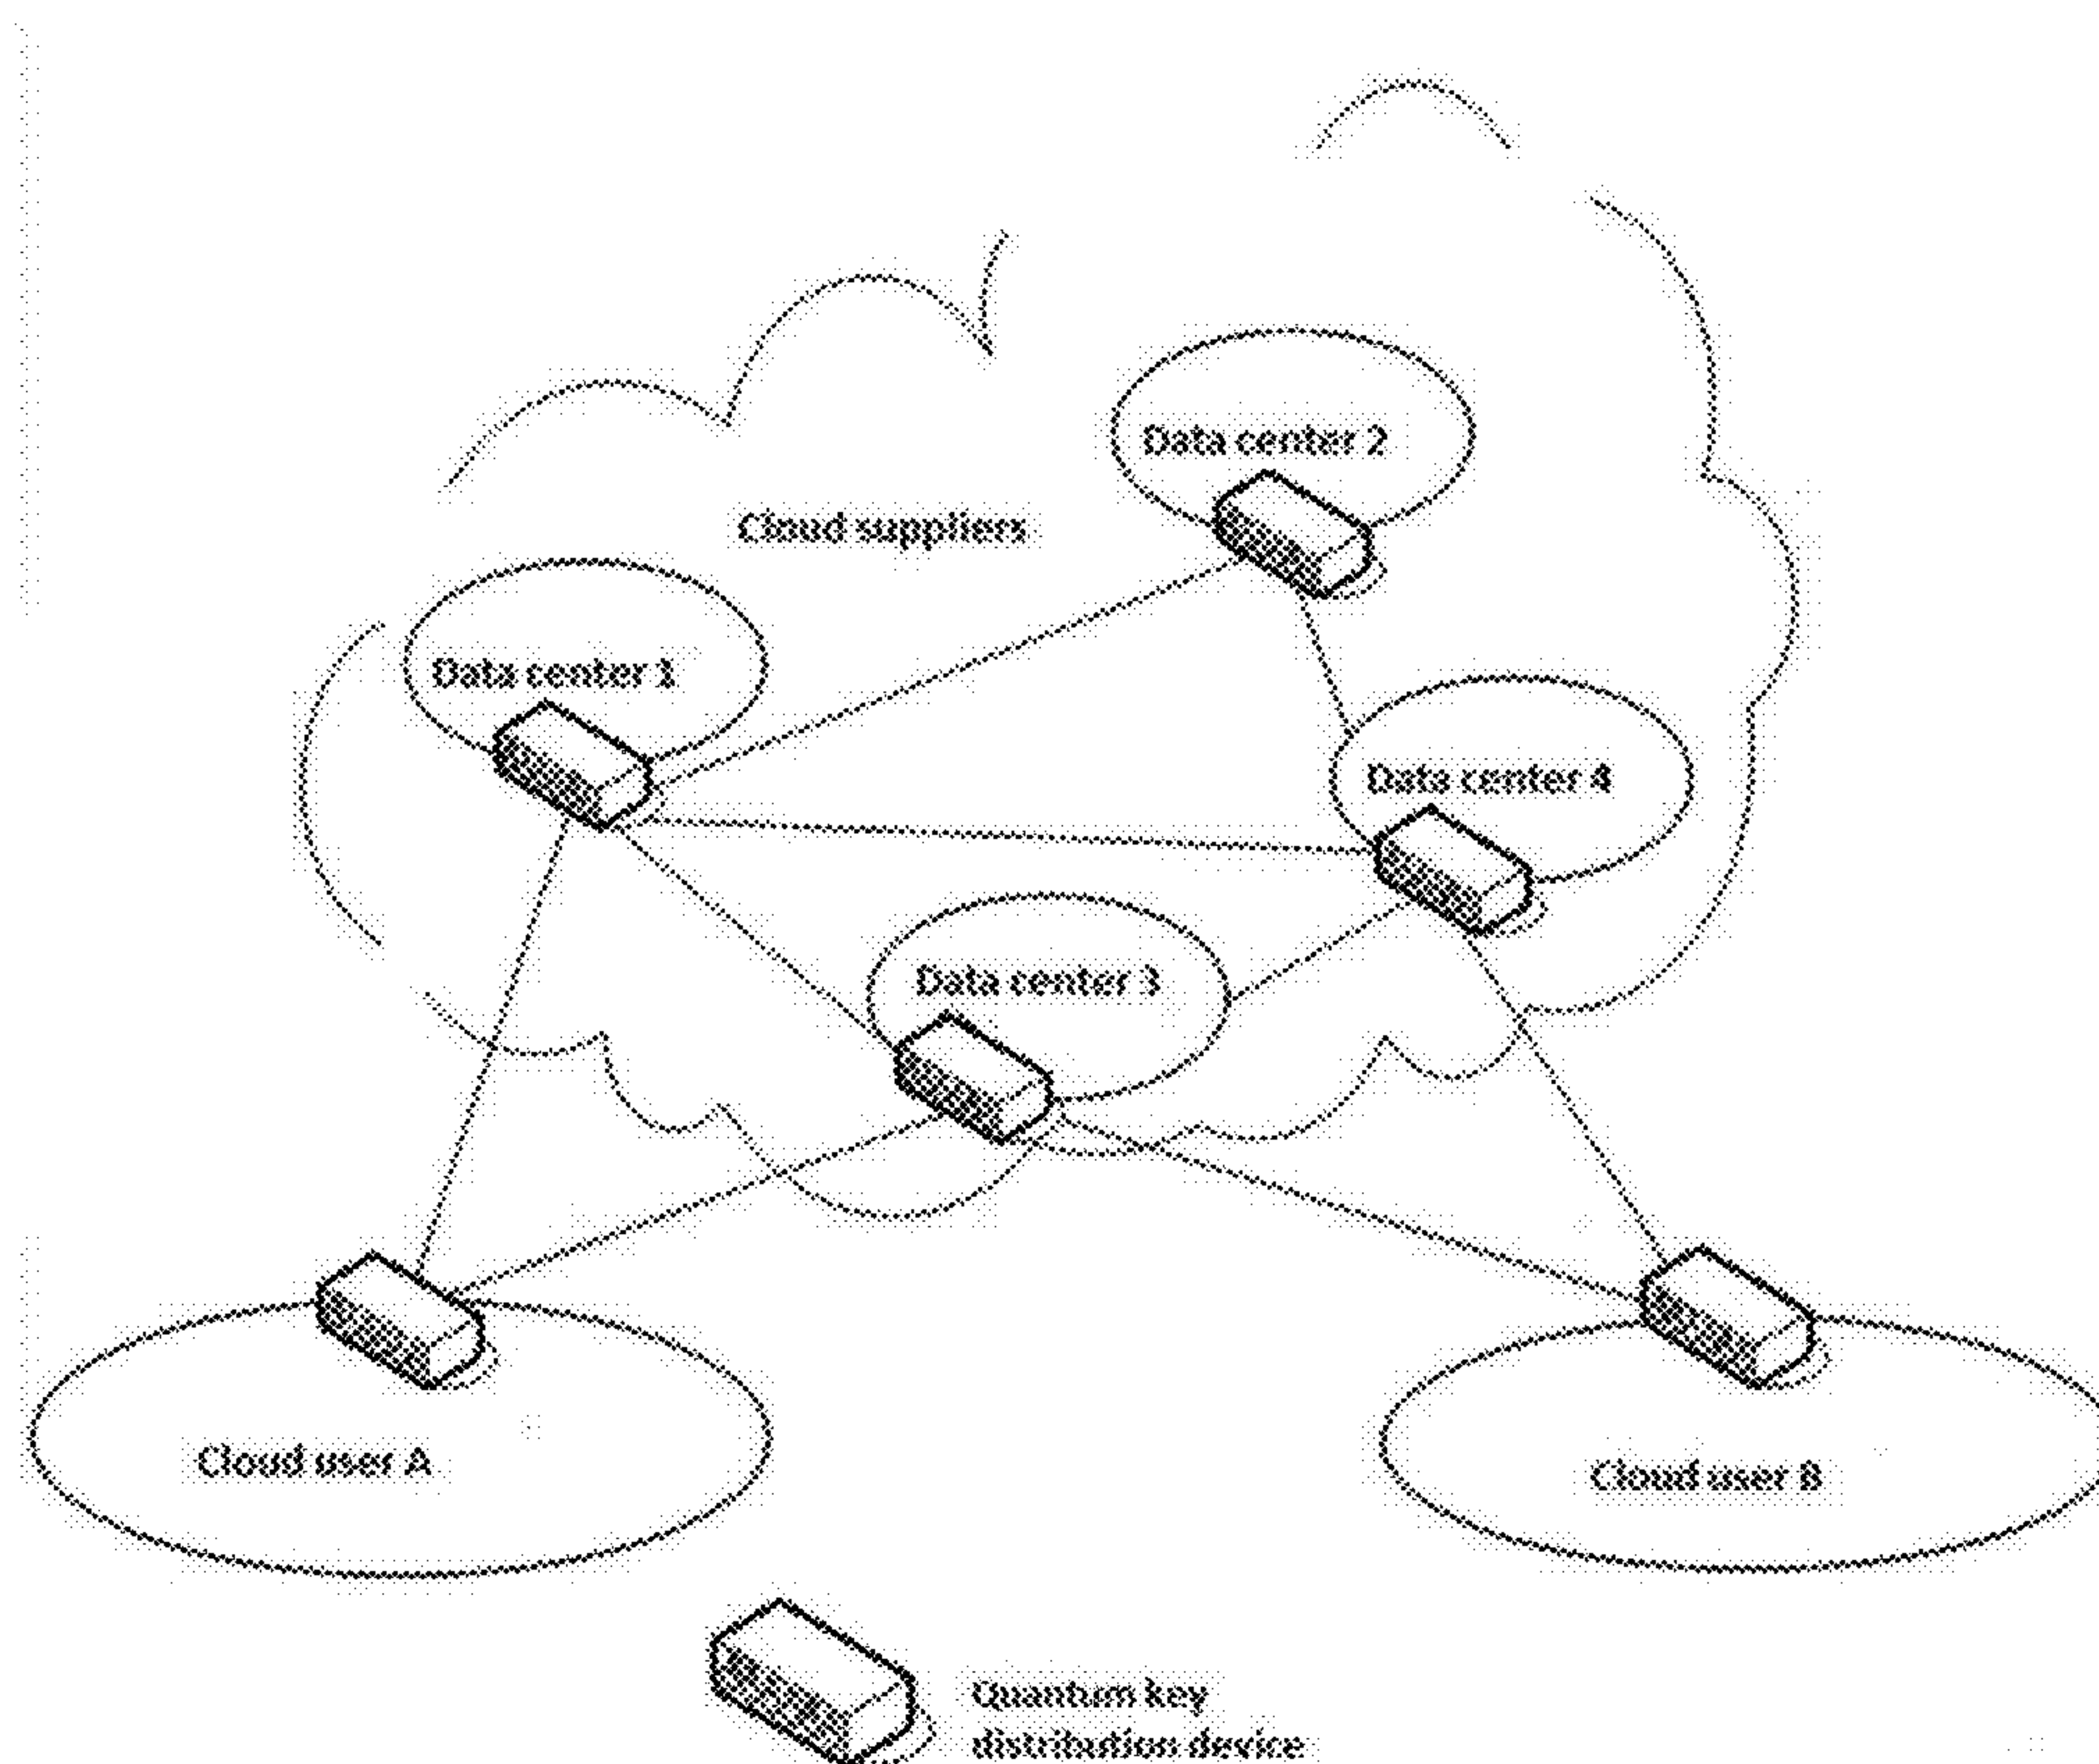 Data center 2
Cloud suppliers
Data center 1
Data center 4
Data center 3
Cloud user A
Cloud user B
Quantum key
distribution device